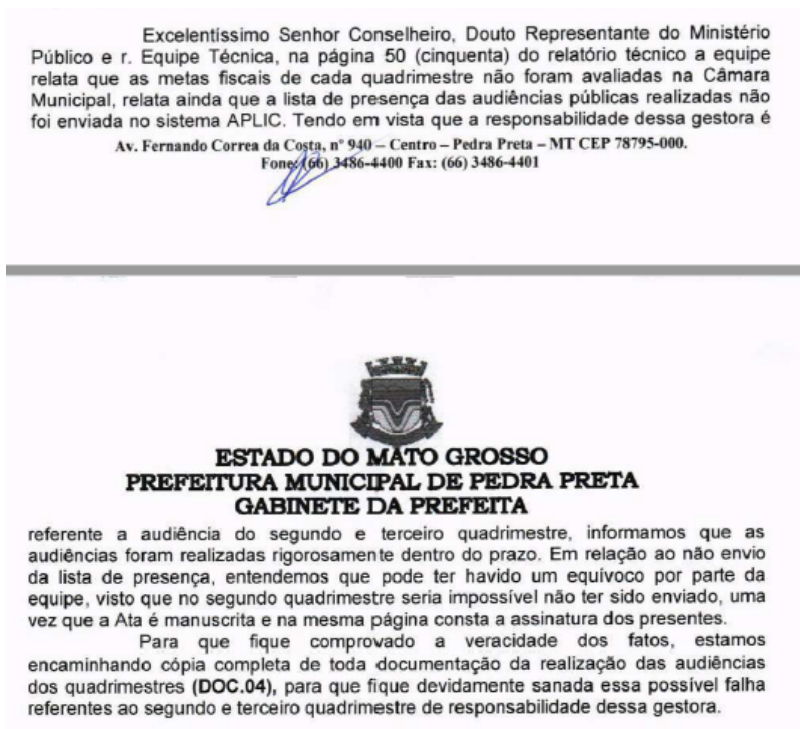 Excelentíssimo Senhor Conselheiro, Douto Representante do Ministério
Público e r. Equipe Técnica, na página 50 (cinquenta) do relatório técnico a equipe
relata que as metas fiscais de cada quadrimestre não foram avaliadas na Câmara
Municipal, relata ainda que a lista de presença das audiências públicas realizadas não
foi enviada no sistema APLIC. Tendo em vista que a responsabilidade dessa gestora é
Av. Fernando Correa da Costa, nº 940 – Centro – Pedra Preta – MT CEP 78795-000.
Fone: (66) 3486-4400 Fax: (66) 3486-4401
ESTADO DO MATO GROSSO
PREFEITURA MUNICIPAL DE PEDRA PRETA
GABINETE DA PREFEITA
referente a audiência do segundo e terceiro quadrimestre, informamos que as
audiências foram realizadas rigorosamente dentro do prazo. Em relação ao não envio
da lista de presença, entendemos que pode ter havido um equívoco por parte da
equipe, visto que no segundo quadrimestre seria impossível não ter sido enviado, uma
vez que a Ata é manuscrita e na mesma página consta a assinatura dos presentes.
Para que fique comprovado a veracidade dos fatos, estamos
encaminhando cópia completa de toda documentação da realização das audiências
dos quadrimestres (DOC.04), para que fique devidamente sanada essa possível falha
referentes ao segundo e terceiro quadrimestre de responsabilidade dessa gestora.